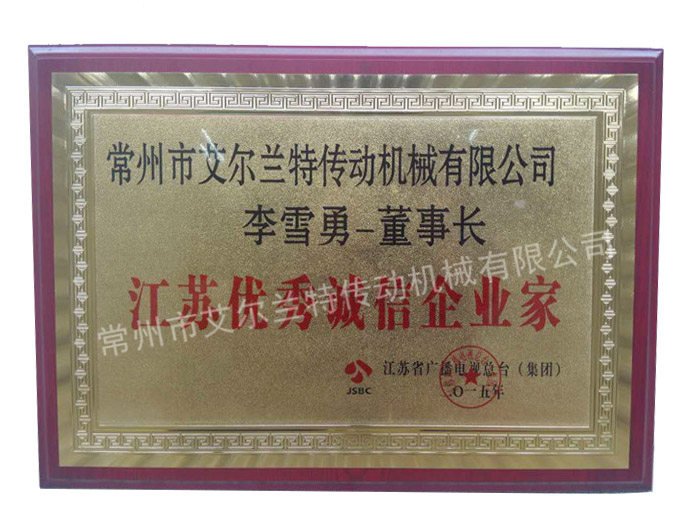 常州市艾尔兰特传动机械有限公司
李雪勇-董事长
江苏优秀诚信企业家
常州市艾尔兰特传动机械有限公司
JSBC
江苏省广播电视总台(集团)
二〇一五年